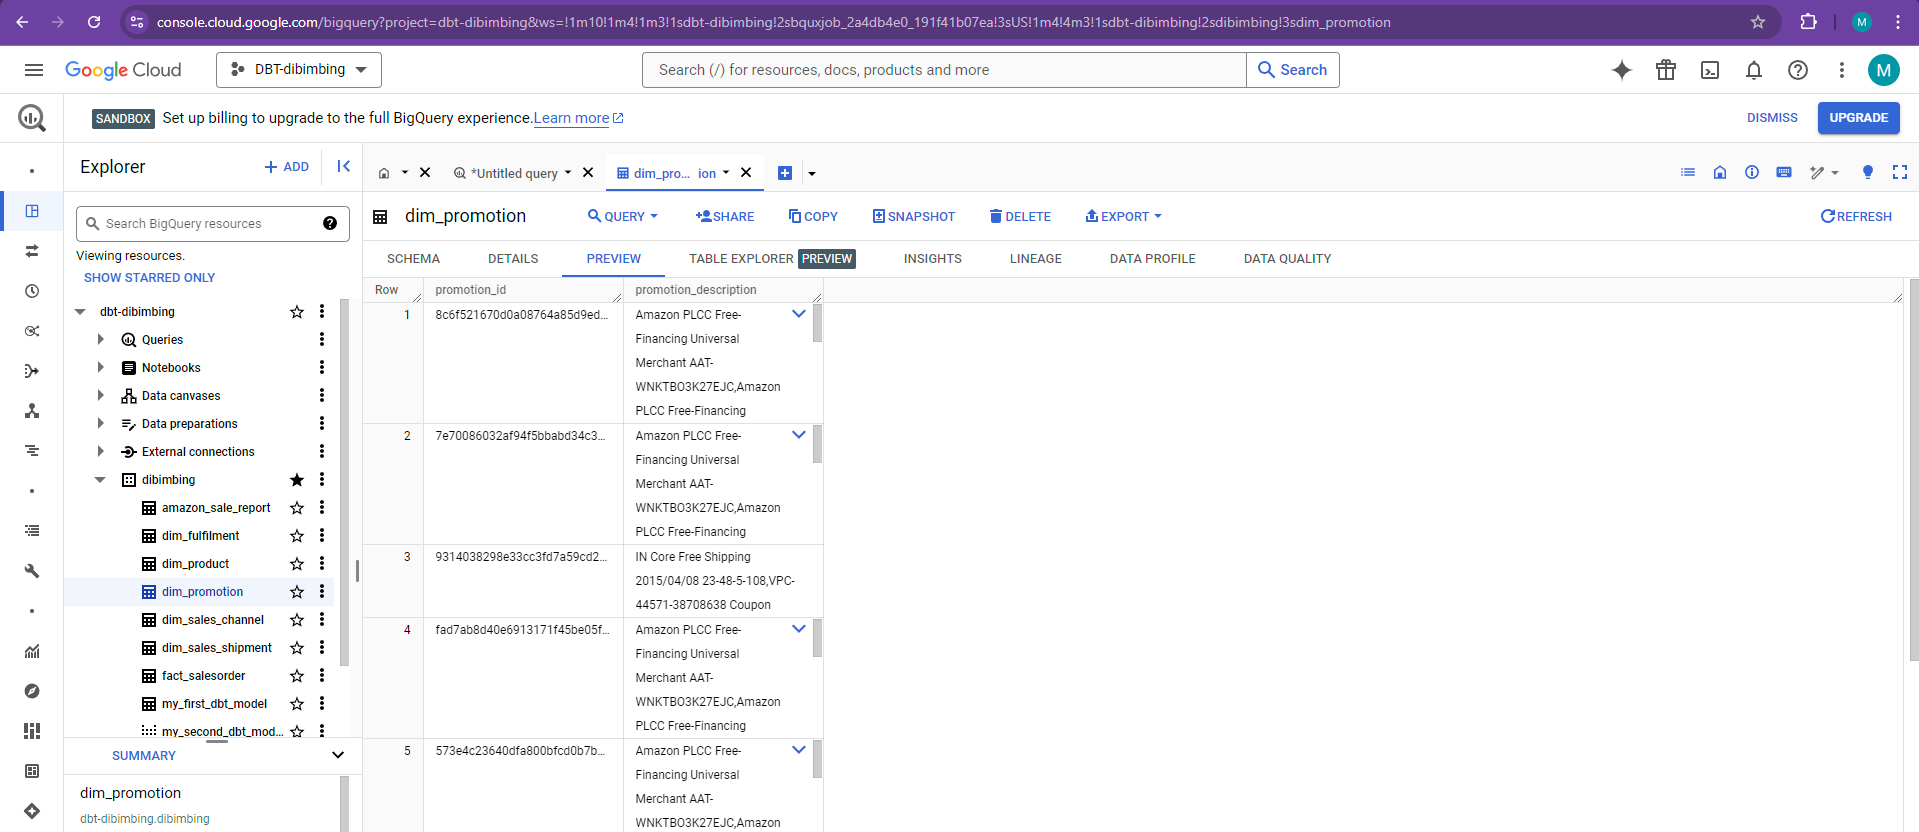 console.cloud.google.com/bigquery?project=dbt-dibimbing&ws=!1m10!1m4!1m3!1sdbt-dibimbing!2sbquxjob_2a4db4e0_191f41b07ea!3sUS!1m4!4m3!1sdbt-dibimbing!2sdibimbing!3sdim_promotion
M
Google Cloud
DBT-dibimbing
Search (/) for resources, docs, products and more
Search
M
SANDBOX Set up billing to upgrade to the full BigQuery experience. Learn more
DISMISS
UPGRADE
Explorer
+ ADD
*Untitled query
dim_pro... ion
Search BigQuery resources
Viewing resources.
SHOW STARRED ONLY
dbt-dibimbing
Queries
Notebooks
Data canvases
Data preparations
External connections
dibimbing
amazon_sale_report
dim_fulfilment
dim_product
dim_promotion
dim_sales_channel
dim_sales_shipment
fact_salesorder
my_first_dbt_model
my_second_dbt_mod...
SUMMARY
dim_promotion
dbt-dibimbing.dibimbing
dim_promotion
QUERY
SHARE
COPY
SNAPSHOT
DELETE
EXPORT
REFRESH
SCHEMA
DETAILS
PREVIEW
TABLE EXPLORER PREVIEW
INSIGHTS
LINEAGE
DATA PROFILE
DATA QUALITY
Row promotion_id promotion_description
1 8c6f521670d0a08764a85d9ed... Amazon PLCC Free-
Financing Universal
Merchant AAT-
WNKTBO3K27EJC,Amazon
PLCC Free-Financing
2 7e70086032af94f5bbabd34c3... Amazon PLCC Free-
Financing Universal
Merchant AAT-
WNKTBO3K27EJC,Amazon
PLCC Free-Financing
3 9314038298e33cc3fd7a59cd2... IN Core Free Shipping
2015/04/08 23-48-5-108,VPC-
44571-38708638 Coupon
4 fad7ab8d40e6913171f45be05f... Amazon PLCC Free-
Financing Universal
Merchant AAT-
WNKTBO3K27EJC,Amazon
PLCC Free-Financing
5 573e4c23640dfa800bfcd0b7b... Amazon PLCC Free-
Financing Universal
Merchant AAT-
WNKTBO3K27EJC,Amazon